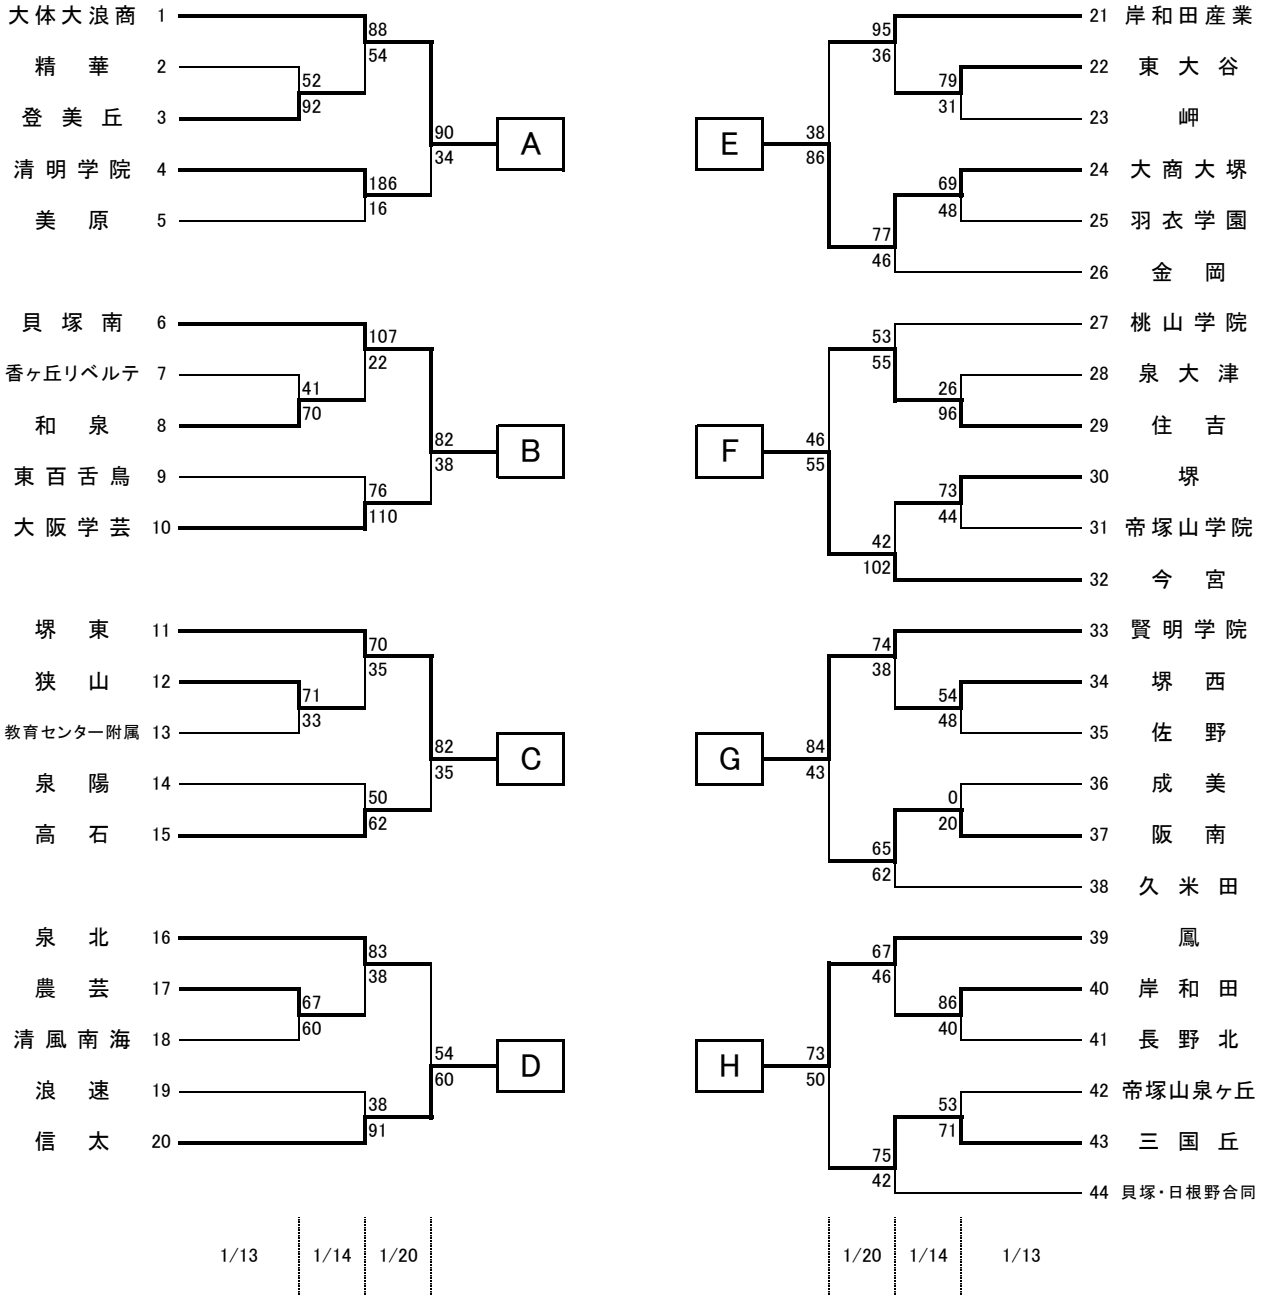 大体大浪商 1
精華 2
登美丘 3
清明学院 4
美原 5
88
54
52
92
186
16
90
34
A
貝塚南 6
香ヶ丘リベルテ 7
和泉 8
東百舌鳥 9
大阪学芸 10
107
22
41
70
76
110
82
38
B
堺東 11
狭山 12
教育センター附属 13
泉陽 14
高石 15
70
35
71
33
50
62
82
35
C
泉北 16
農芸 17
清風南海 18
浪速 19
信太 20
83
38
67
60
38
91
54
60
D
1/13 1/14 1/20
E
38
86
95
36
79
31
69
48
77
46
21 岸和田産業
22 東大谷
23 岬
24 大商大堺
25 羽衣学園
26 金岡
F
46
55
53
55
26
96
73
44
42
102
27 桃山学院
28 泉大津
29 住吉
30 堺
31 帝塚山学院
32 今宮
G
84
43
74
38
54
48
0
20
65
62
33 賢明学院
34 堺西
35 佐野
36 成美
37 阪南
38 久米田
H
73
50
67
46
86
40
53
71
75
42
39 鳳
40 岸和田
41 長野北
42 帝塚山泉ヶ丘
43 三国丘
44 貝塚・日根野合同
1/20 1/14 1/13